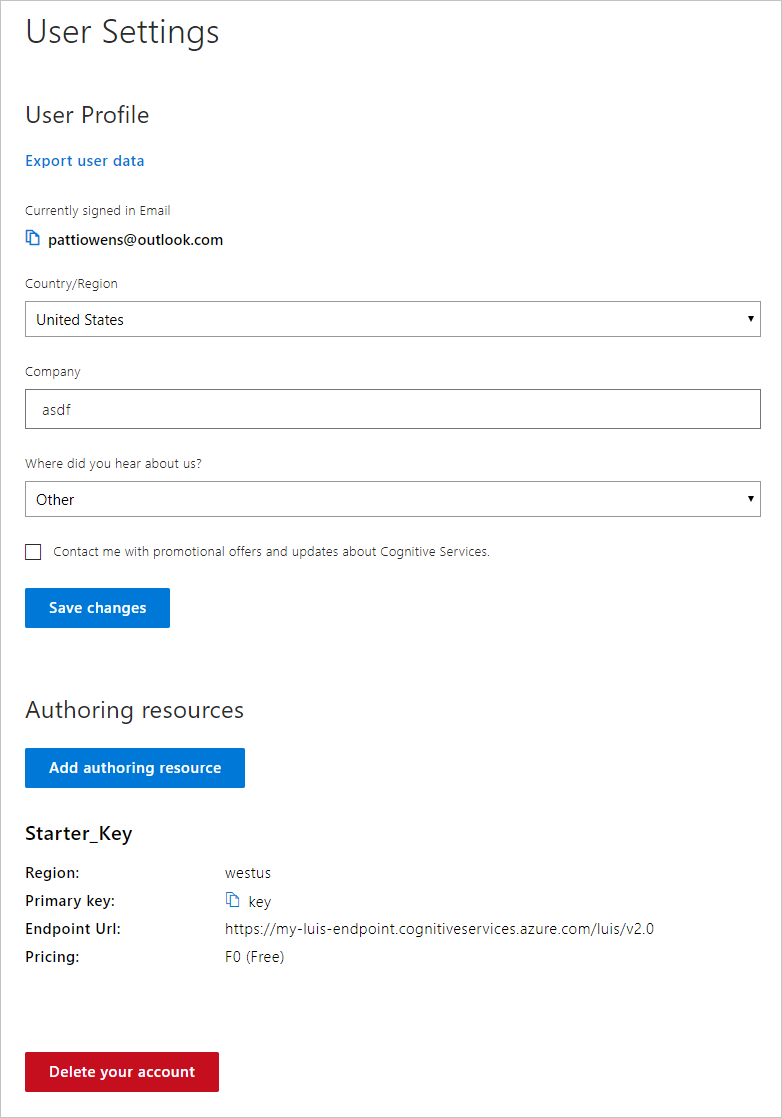 User Settings
User Profile
Export user data
Currently signed in Email
pattiowens@outlook.com
Country/Region
United States
Company
asdf
Where did you hear about us?
Other
Contact me with promotional offers and updates about Cognitive Services.
Save changes
Authoring resources
Add authoring resource
Starter_Key
Region: westus
Primary key: key
Endpoint Url: https://my-luis-endpoint.cognitiveservices.azure.com/luis/v2.0
Pricing: F0 (Free)
Delete your account